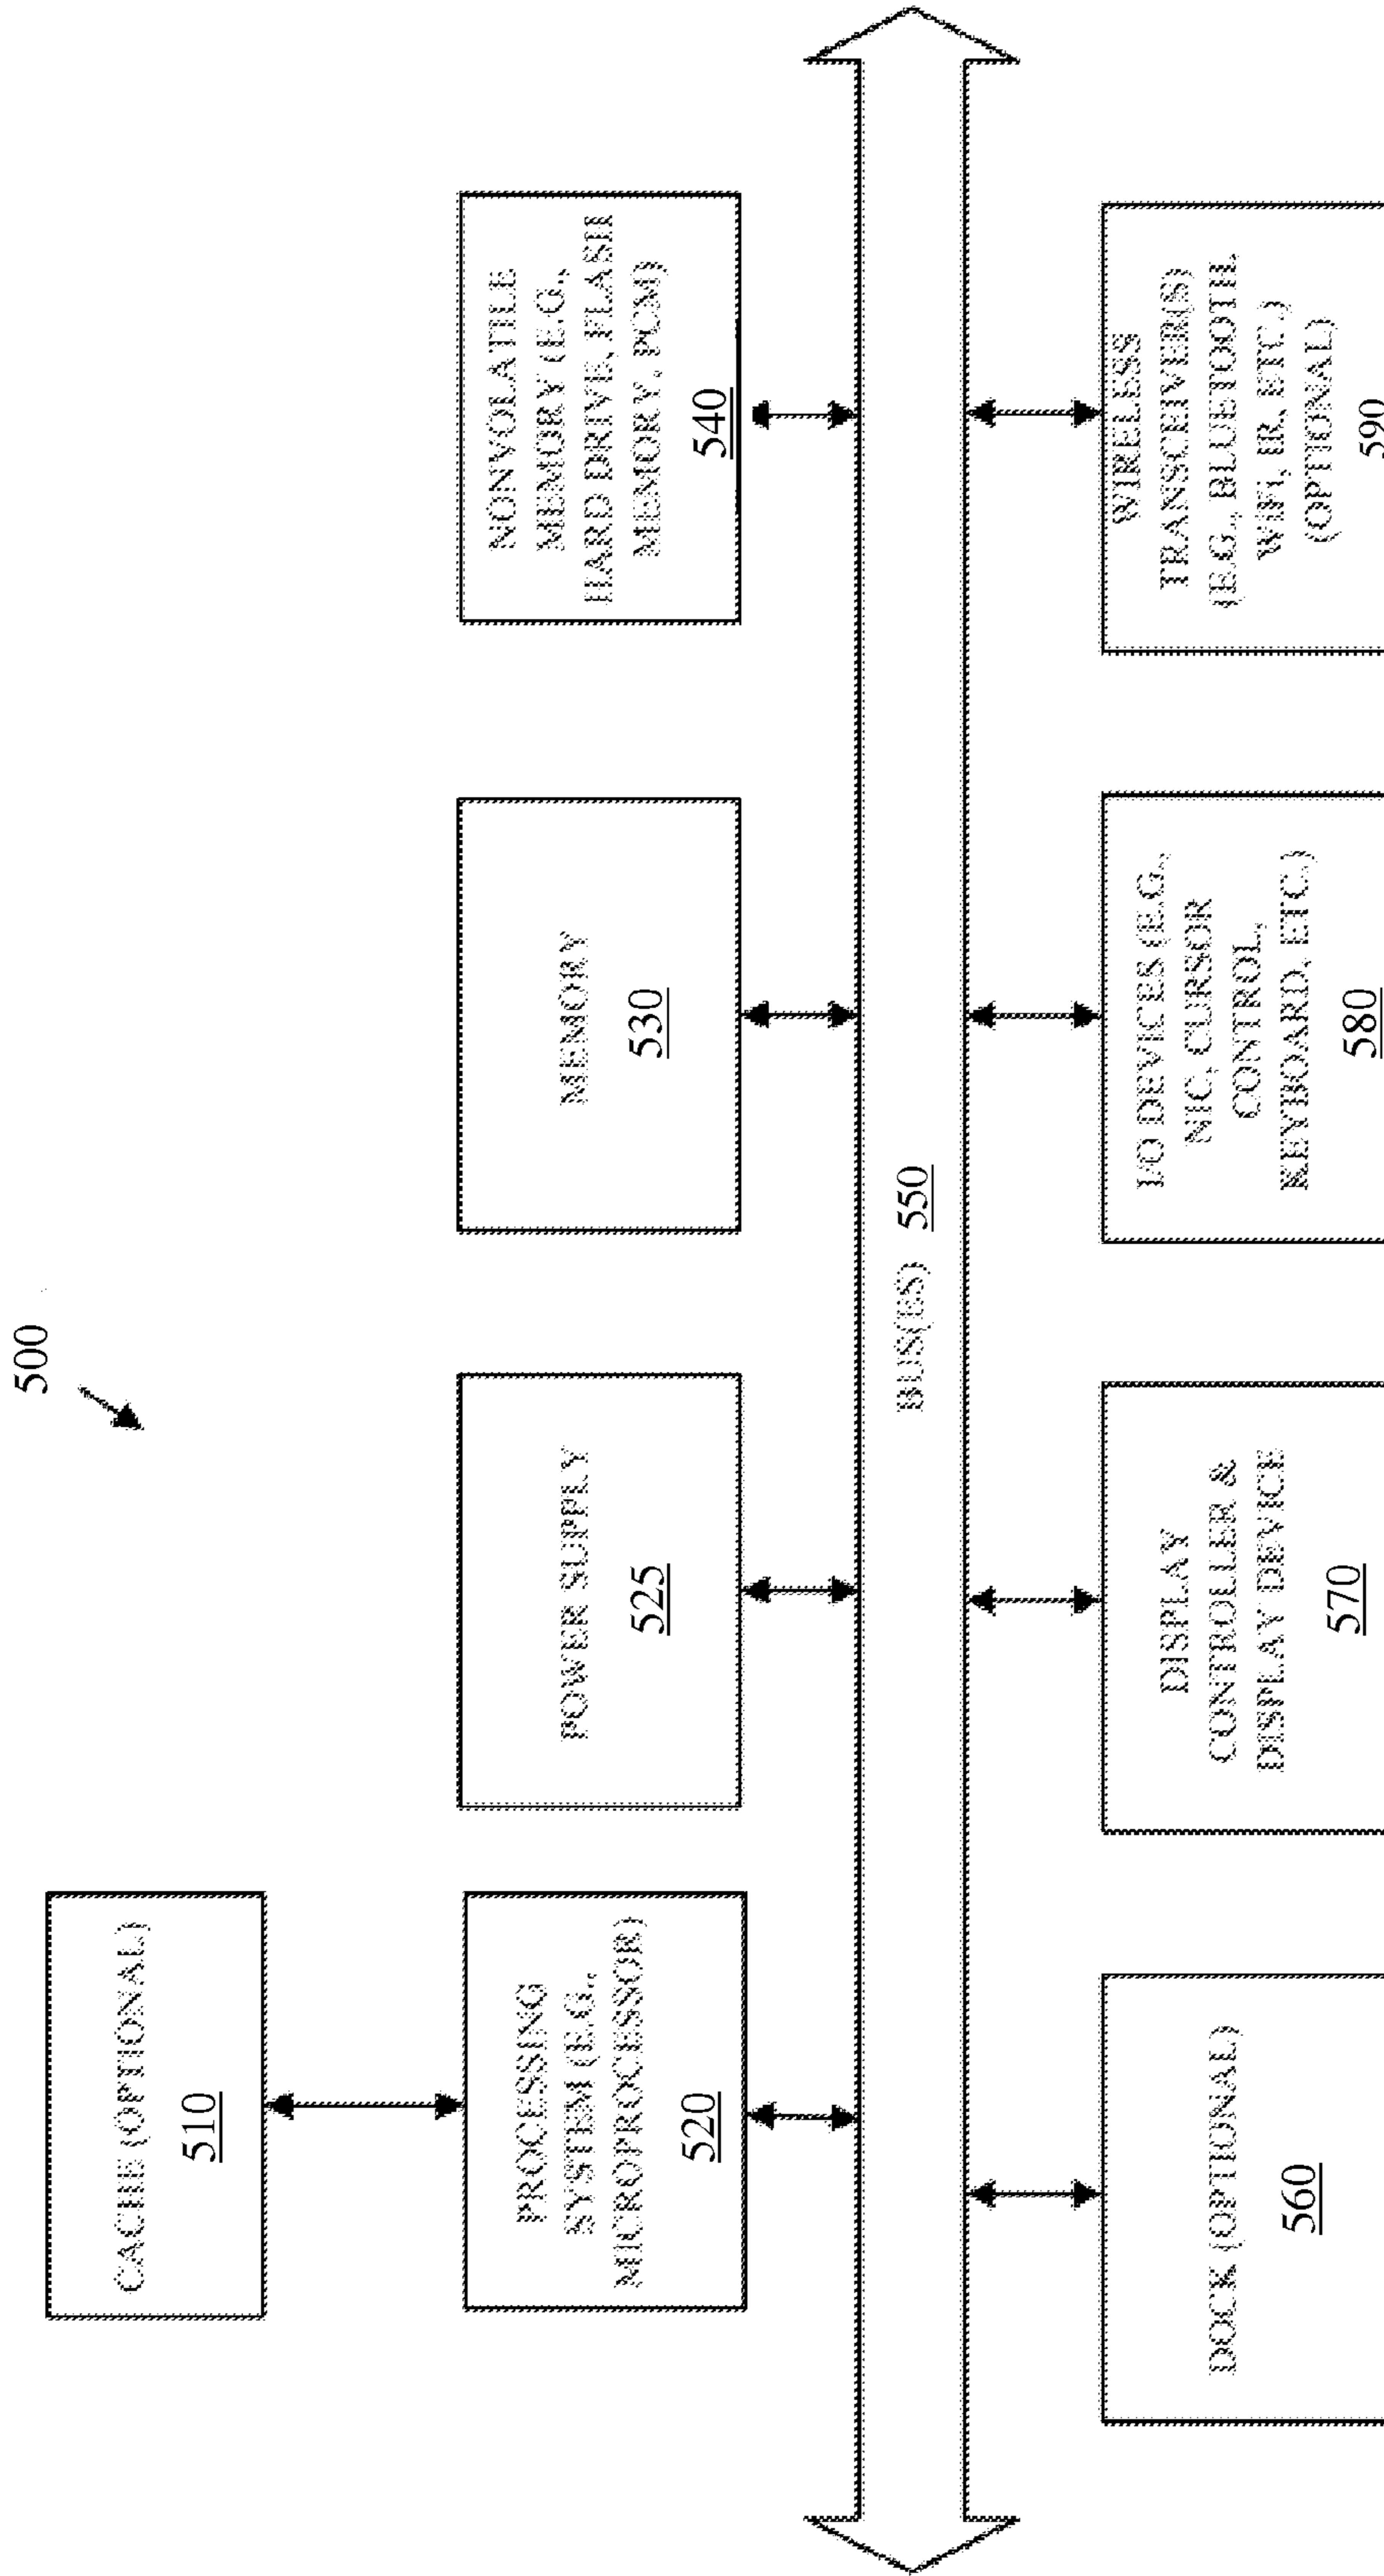 500
CACHE (OPTIONAL)
510
PROCESSING
SYSTEM (E.G.,
MICROPROCESSOR)
520
POWER SUPPLY
525
MEMORY
530
NONVOLATILE
MEMORY (E.G.,
HARD DRIVE, FLASH
MEMORY, PCM)
540
BUS(ES) 550
DOCK (OPTIONAL)
560
DISPLAY
CONTROLLER &
DISPLAY DEVICE
570
I/O DEVICES (E.G.,
NIC, CURSOR
CONTROL,
KEYBOARD, ETC.)
580
WIRELESS
TRANSCEIVER(S)
(E.G., BLUETOOTH,
WIFI, IR, ETC.)
(OPTIONAL)
590